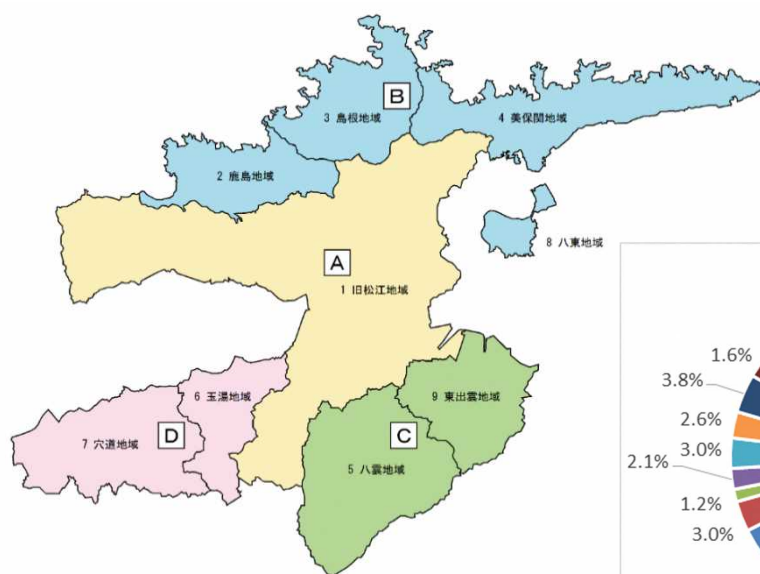 B
3 島根地域
4 美保関地域
2 鹿島地域
8 八束地域
A
1 旧松江地域
6 玉湯地域
9 東出雲地域
7 穴道地域
D
C
5 八雲地域
1.6%
3.8%
2.6%
3.0%
2.1%
1.2%
3.0%